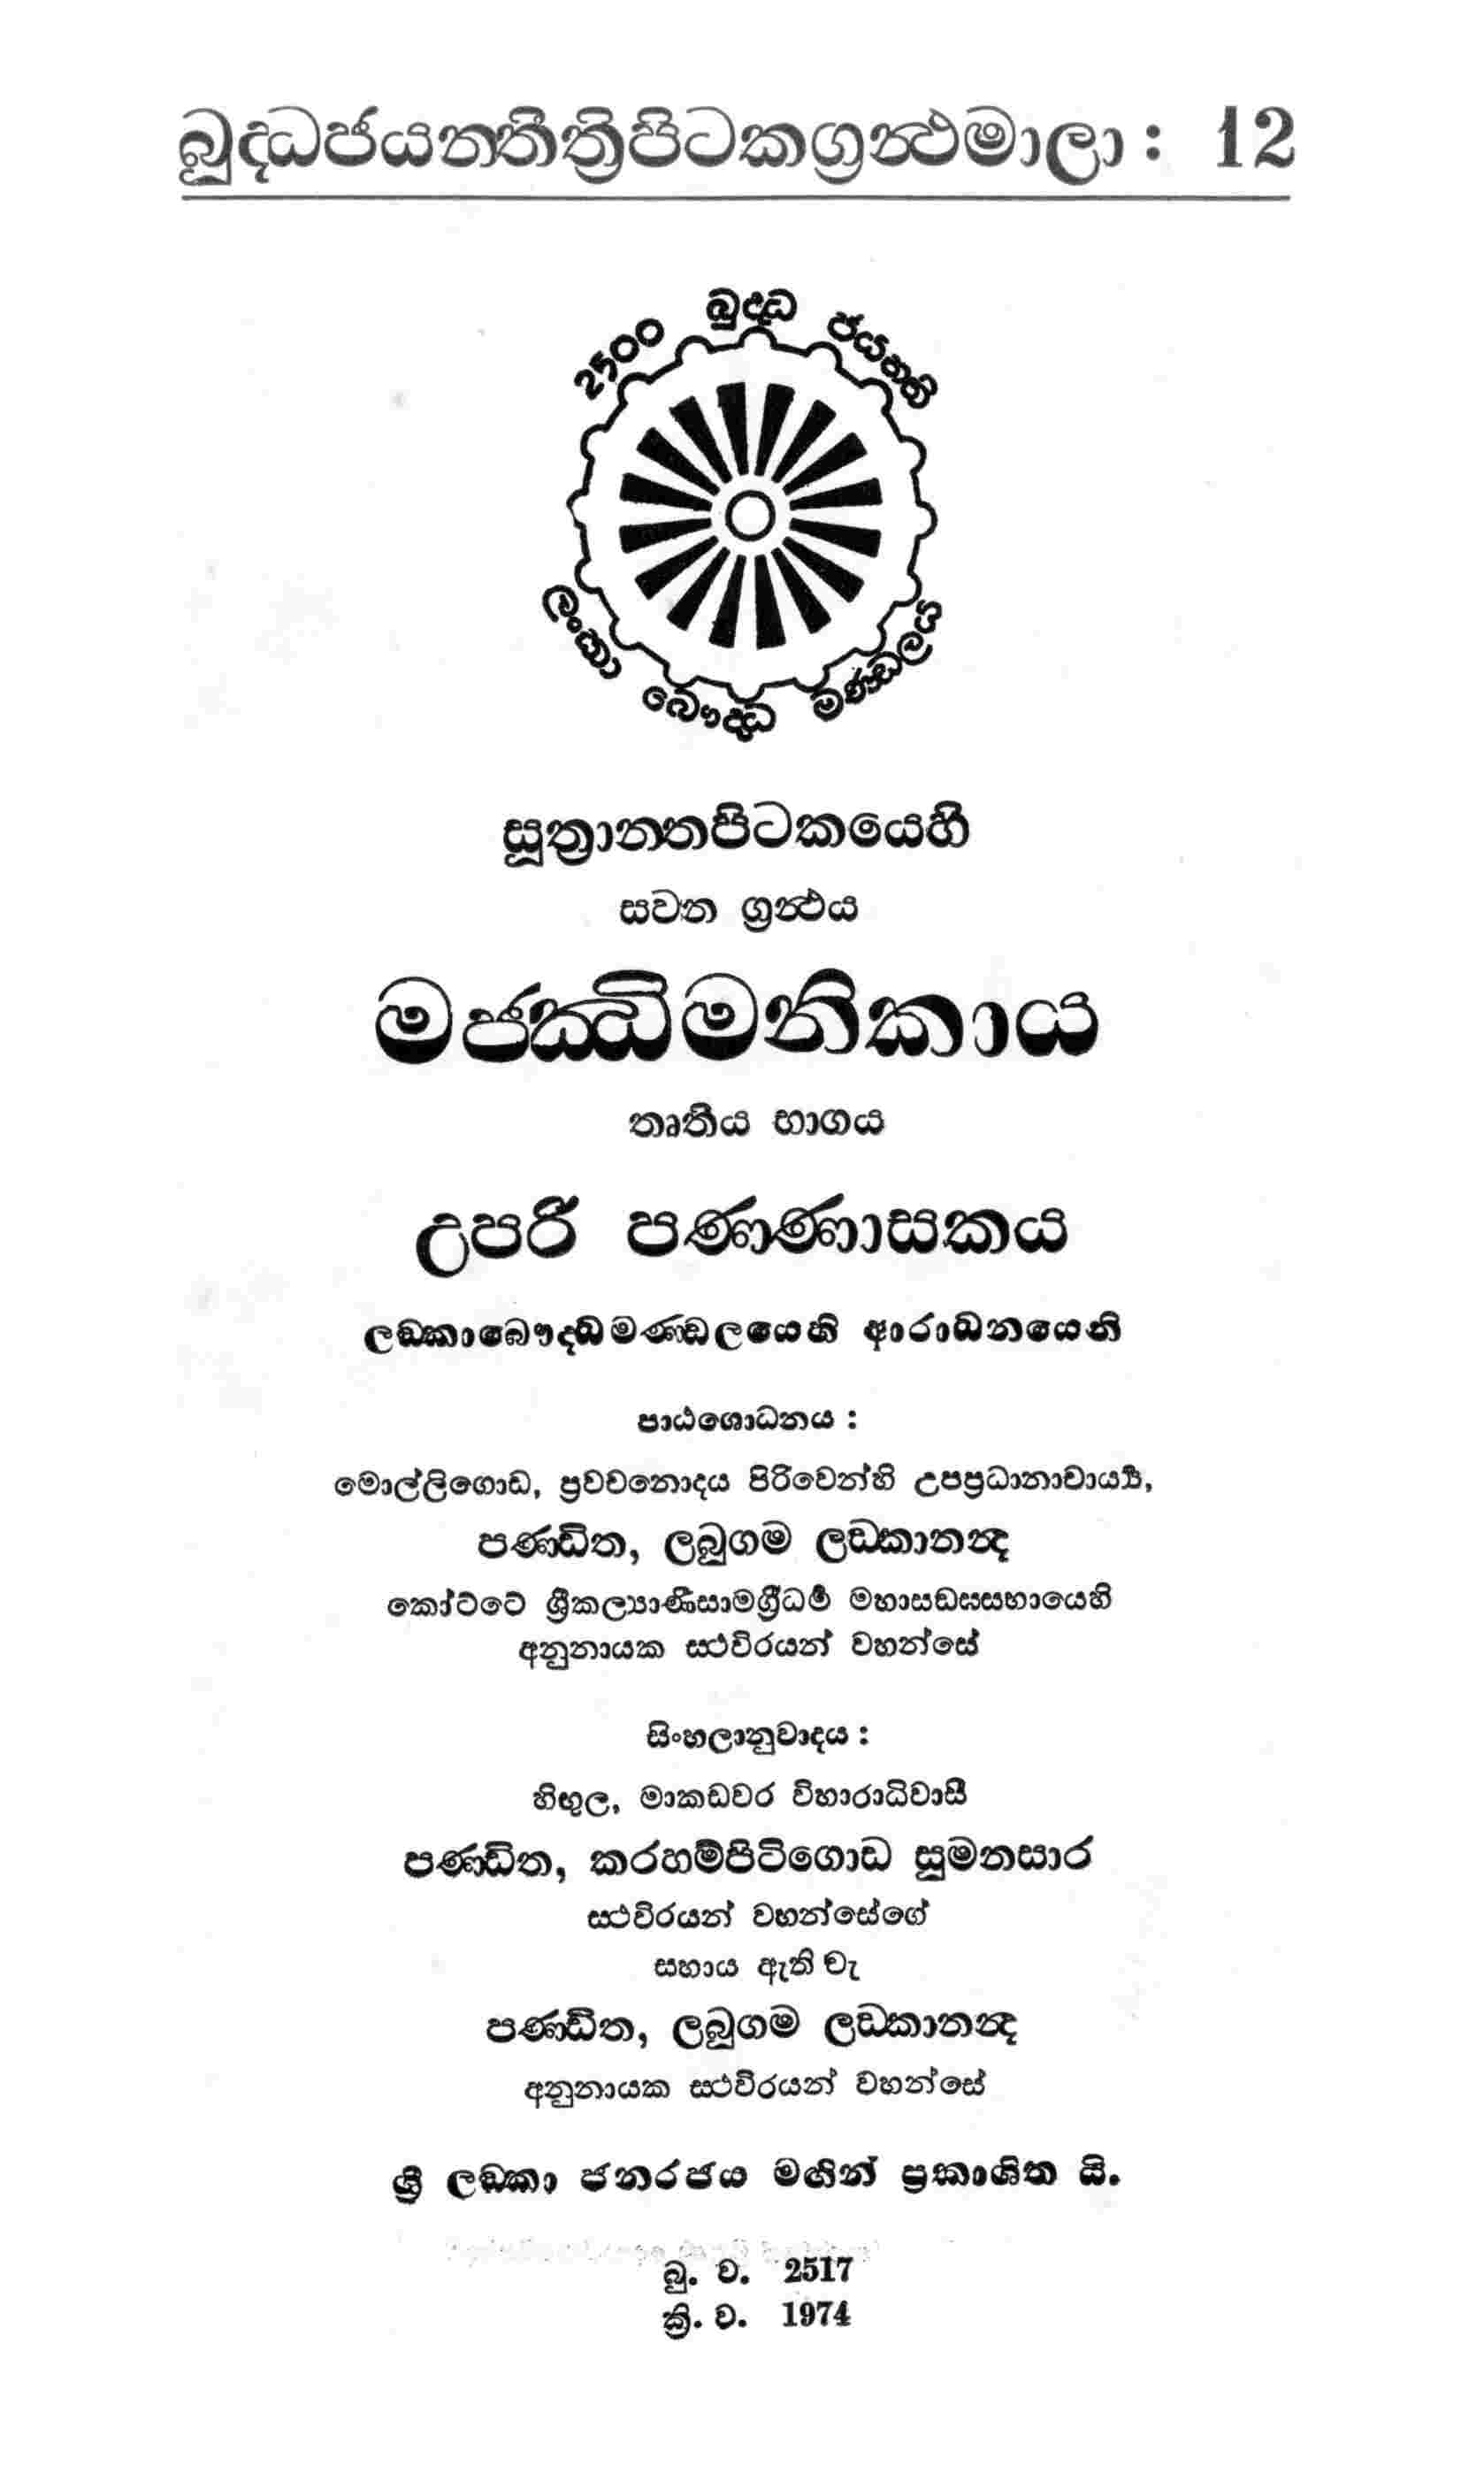 බුද්ධජයන්තීත්‍රිපිටකග්‍රන්ථමාලා : 12
2500 බුද්ධ ජයන්ති
ලංකා බෞද්ධ මණ්ඩලය
සූත්‍රාන්තපිටකයෙහි
සවන ග්‍රන්ථය
මජ්ඣිමනිකාය
තෘතීය භාගය
උපරි පණ්ණාසකය
ලඞ්කාබෞද්ධමණ්ඩලයෙහි ආරාධනයෙනි
පාඨශොධනය :
මොල්ලිගොඩ, ප්‍රවචනොදය පිරිවෙන්හි උපප්‍රධානාචාර්‍ය්‍ය,
පණ්ඩිත, ලබුගම ලඞ්කානන්ද
කෝට්ටේ ශ්‍රීකල්‍යාණීසාමග්‍රීධර්‍ම මහාසඞ්ඝසභායෙහි
අනුනායක ස්ථවිරයන් වහන්සේ
සිංහලානුවාදය :
හිඟුල, මාකඩවර විහාරාධිවාසී
පණ්ඩිත, කරහම්පිටිගොඩ සුමනසාර
ස්ථවිරයන් වහන්සේගේ
සහාය ඇති වැ
පණ්ඩිත, ලබුගම ලඞ්කානන්ද
අනුනායක ස්ථවිරයන් වහන්සේ
ශ්‍රී ලඞ්කා ජනරජය මඟින් ප්‍රකාශිත යි.
බු. ව. 2517
ක්‍රි. ව. 1974